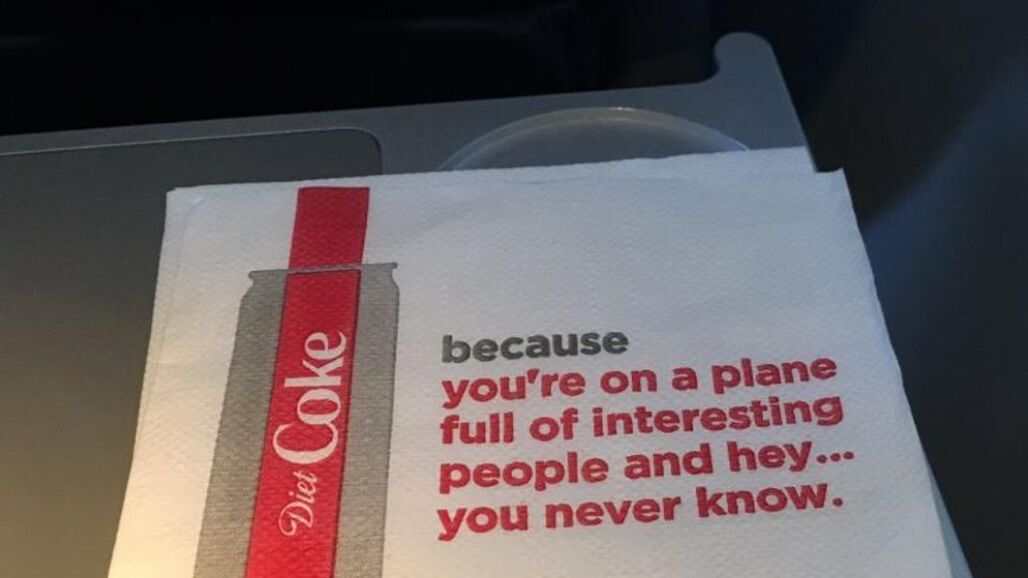 Diet Coke
because
you're on a plane
full of interesting
people and hey...
you never know.